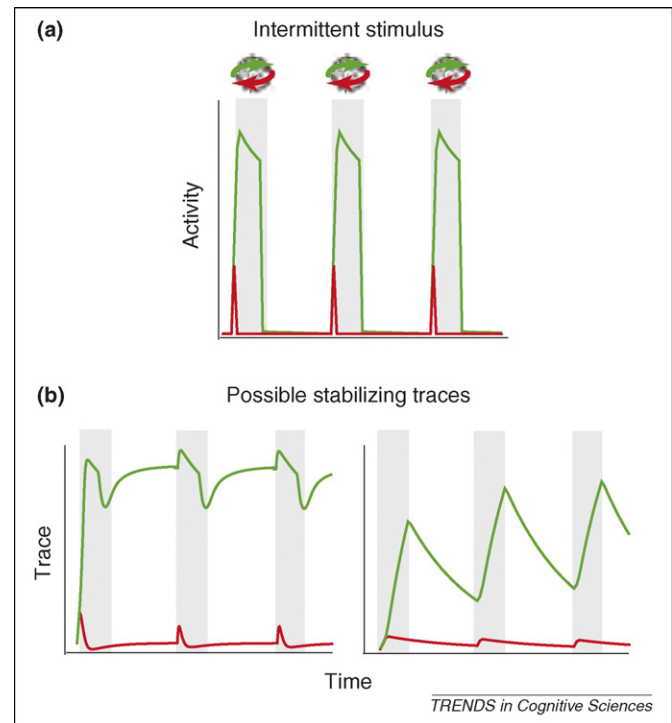 (a) Intermittent stimulus
Activity
(b) Possible stabilizing traces
Trace
Time
TRENDS in Cognitive Sciences